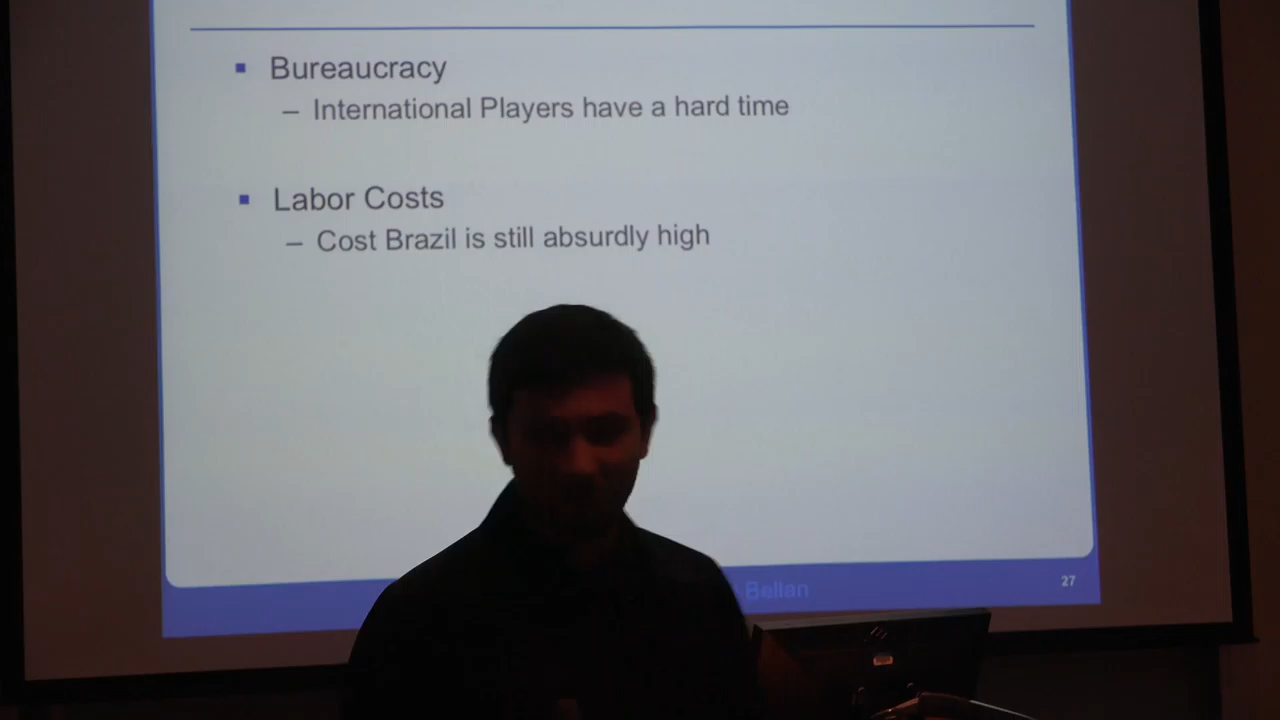 Bureaucracy
– International Players have a hard time
Labor Costs
– Cost Brazil is still absurdly high
Bellan
27